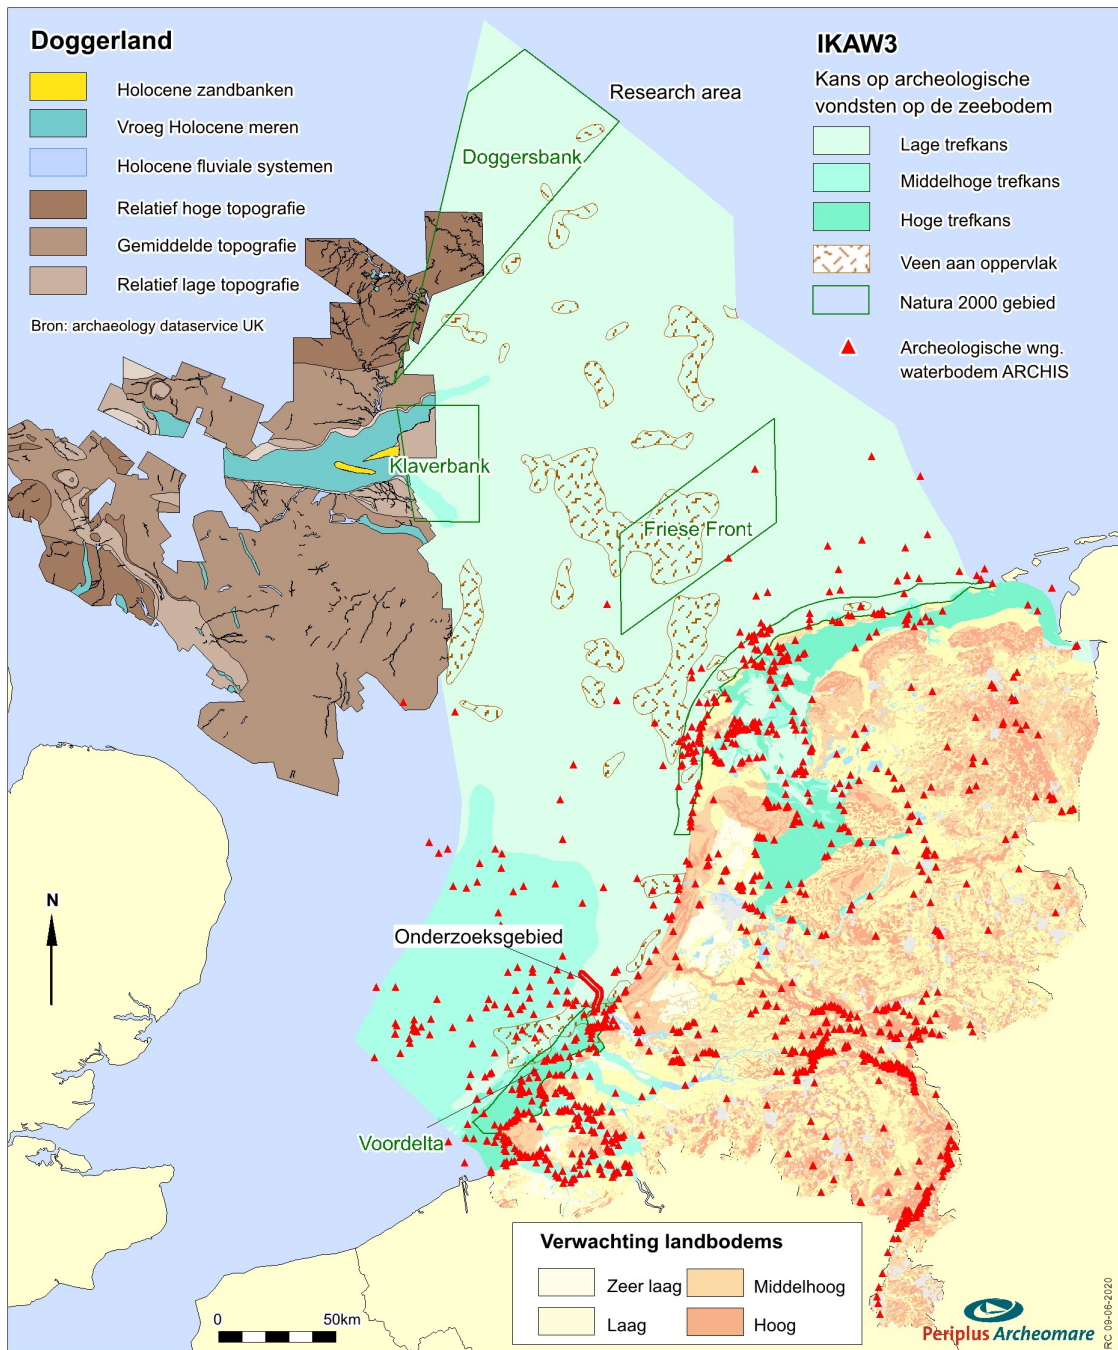 Doggerland
Holocene zandbanken
Vroeg Holocene meren
Holocene fluviale systemen
Relatief hoge topografie
Gemiddelde topografie
Relatief lage topografie
Bron: archaeology dataservice UK
IKAW3
Kans op archeologische
vondsten op de zeebodem
Lage trefkans
Middelhoge trefkans
Hoge trefkans
Veen aan oppervlak
Natura 2000 gebied
Archeologische wng.
waterbodem ARCHIS
Research area
Doggersbank
Klaverbank
Friese Front
N
Onderzoeksgebied
Voordelta
Verwachting landbodems
Zeer laag
Middelhoog
Laag
Hoog
0
50km
Periplus Archeomare
RC 09-06-2020